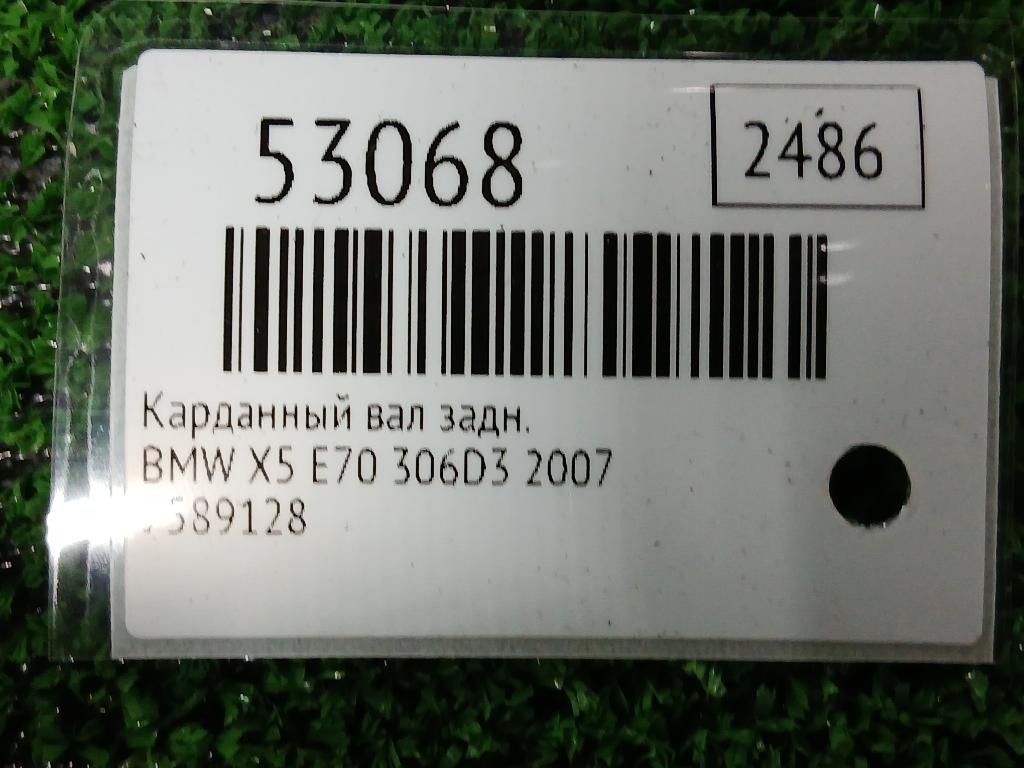 53068
2486
Карданный вал задн.
BMW X5 E70 306D3 2007